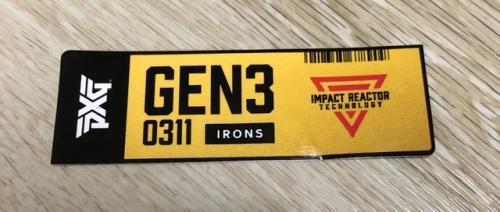 PXG
GEN3
0311 IRONS
IMPACT REACTOR
TECHNOLOGY